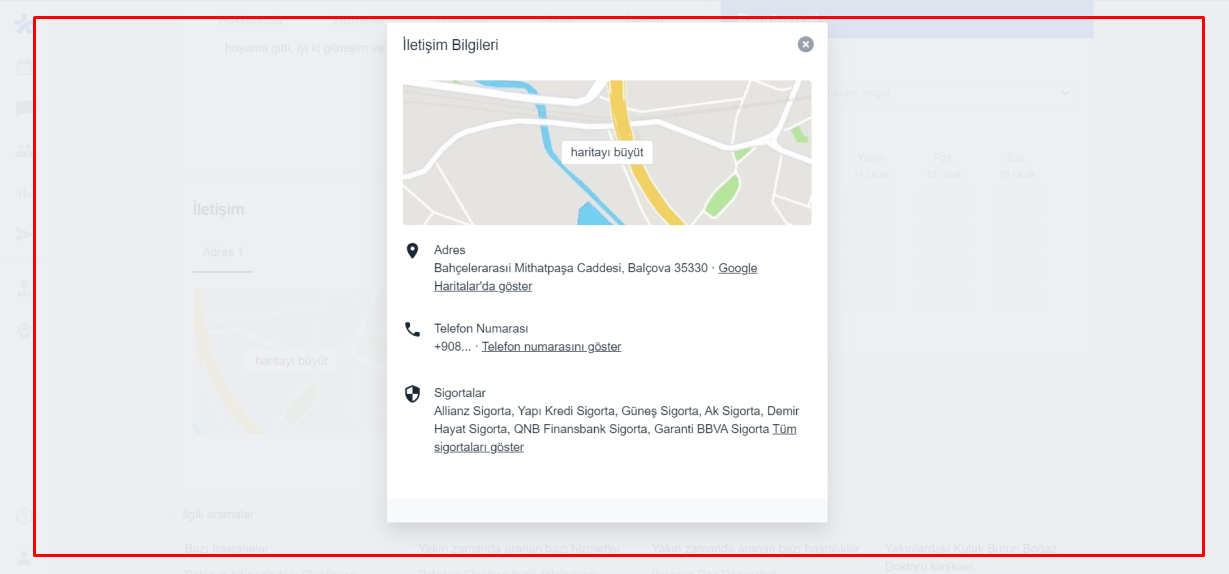 İletişim Bilgileri
haritayı büyüt
Adres
Bahçelerarasıi Mithatpaşa Caddesi, Balçova 35330 · Google
Haritalar'da göster
Telefon Numarası
+908... · Telefon numarasını göster
Sigortalar
Allianz Sigorta, Yapı Kredi Sigorta, Güneş Sigorta, Ak Sigorta, Demir
Hayat Sigorta, QNB Finansbank Sigorta, Garanti BBVA Sigorta Tüm
sigortaları göster
hoşuma gitti, iyi ki gitmişim ve
seçin
Yarın Pzt, Sal,
14 Ocak 15 Ocak 16 Ocak
İletişim
Adres 1
haritayı büyüt
İlgili aramalar
Bazı hastaneler Yakın zamanda aranan bazı hizmetler Yakın zamanda aranan bazı hastalıklar Yakınlardaki Kulak Burun Boğaz
Doktoru klinikleri